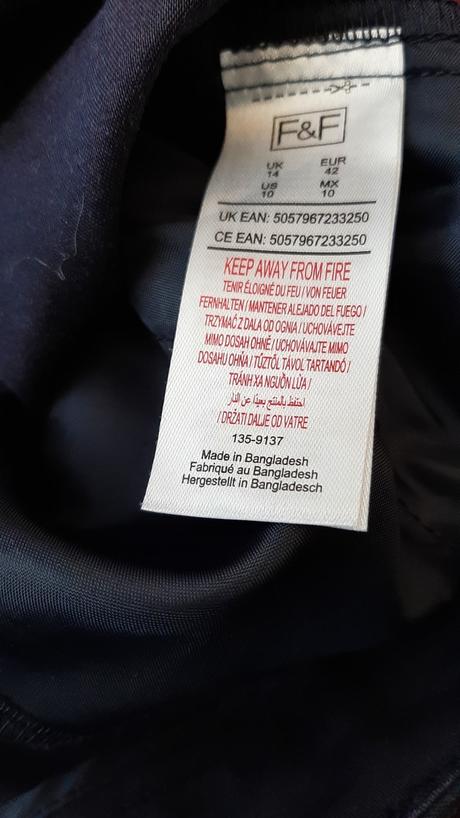 F&F
UK EUR
14 42
US MX
10 10
UK EAN: 5057967233250
CE EAN: 5057967233250
KEEP AWAY FROM FIRE
TENIR ÉLOIGNÉ DU FEU / VON FEUER
FERNHALTEN / MANTENER ALEJADO DEL FUEGO /
TRZYMAĆ Z DALA OD OGNIA / UCHOVÁVEJTE
MIMO DOSAH OHNĚ / UCHOVÁVAJTE MIMO
DOSAHU OHŇA / TŰZTŐL TÁVOL TARTANDÓ /
TRÁNH XA NGUỒN LỬA /
احتفظ بالمنتج بعيدًا عن النار
/ DRŽATI DALJE OD VATRE
135-9137
Made in Bangladesh
Fabriqué au Bangladesh
Hergestellt in Bangladesch